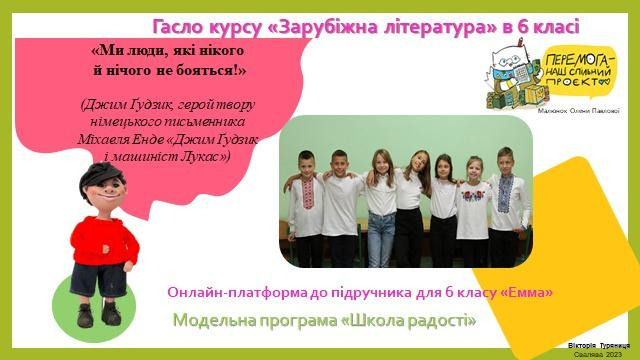 Гасло курсу «Зарубіжна література» в 6 класі
«Ми люди, які нікого
й нічого не бояться!»
(Джим Ґудзик, герой твору
німецького письменника
Міхаеля Енде «Джим Ґудзик
і машиніст Лукас»)
ПЕРЕМОГА-
НАШ СПІЛЬНИЙ
ПРОЄКТ
Малюнок Олени Павлової
Онлайн-платформа до підручника для 6 класу «Емма»
Модельна програма «Школа радості»
Вікторія Туряниця
Свалява 2023